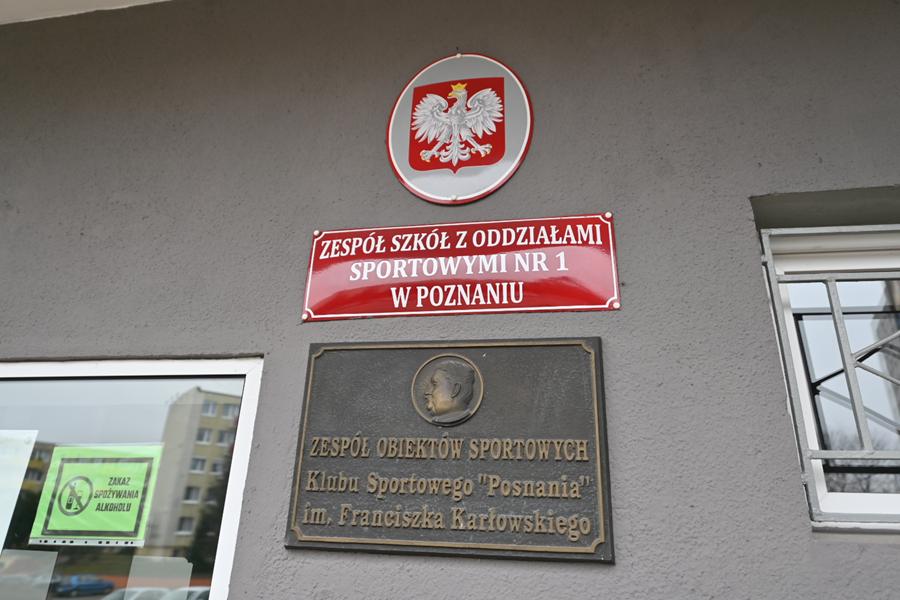 ZESPÓŁ SZKÓŁ Z ODDZIAŁAMI
SPORTOWYMI NR 1
W POZNANIU
ZESPÓŁ OBIEKTÓW SPORTOWYCH
Klubu Sportowego "Posnania"
im. Franciszka Karłowskiego
ZAKAZ
SPOŻYWANIA
ALKOHOLU